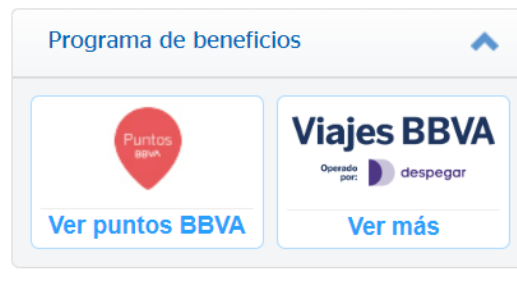 Programa de beneficios
Puntos
BBVA
Ver puntos BBVA
Viajes BBVA
Operado
por:
despegar
Ver más